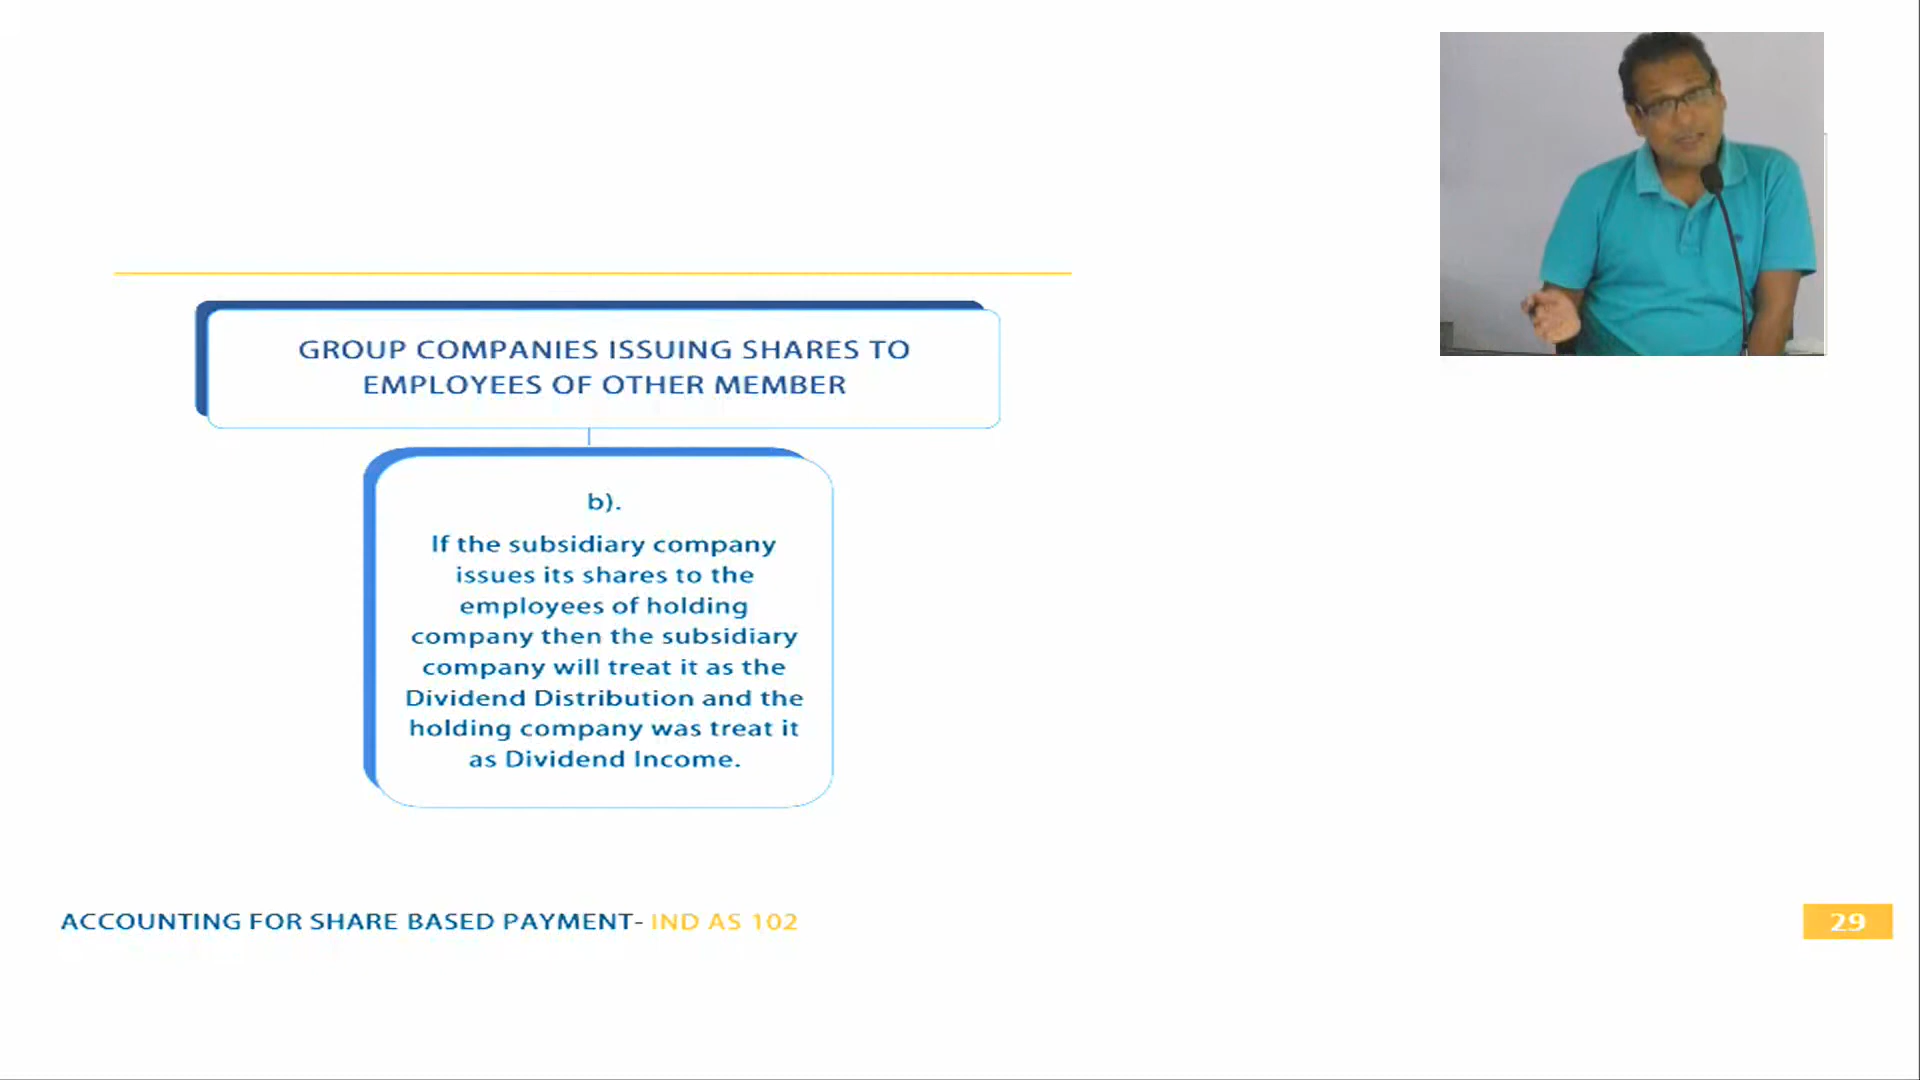 GROUP COMPANIES ISSUING SHARES TO
EMPLOYEES OF OTHER MEMBER
b).
If the subsidiary company
issues its shares to the
employees of holding
company then the subsidiary
company will treat it as the
Dividend Distribution and the
holding company was treat it
as Dividend Income.
ACCOUNTING FOR SHARE BASED PAYMENT- IND AS 102
29